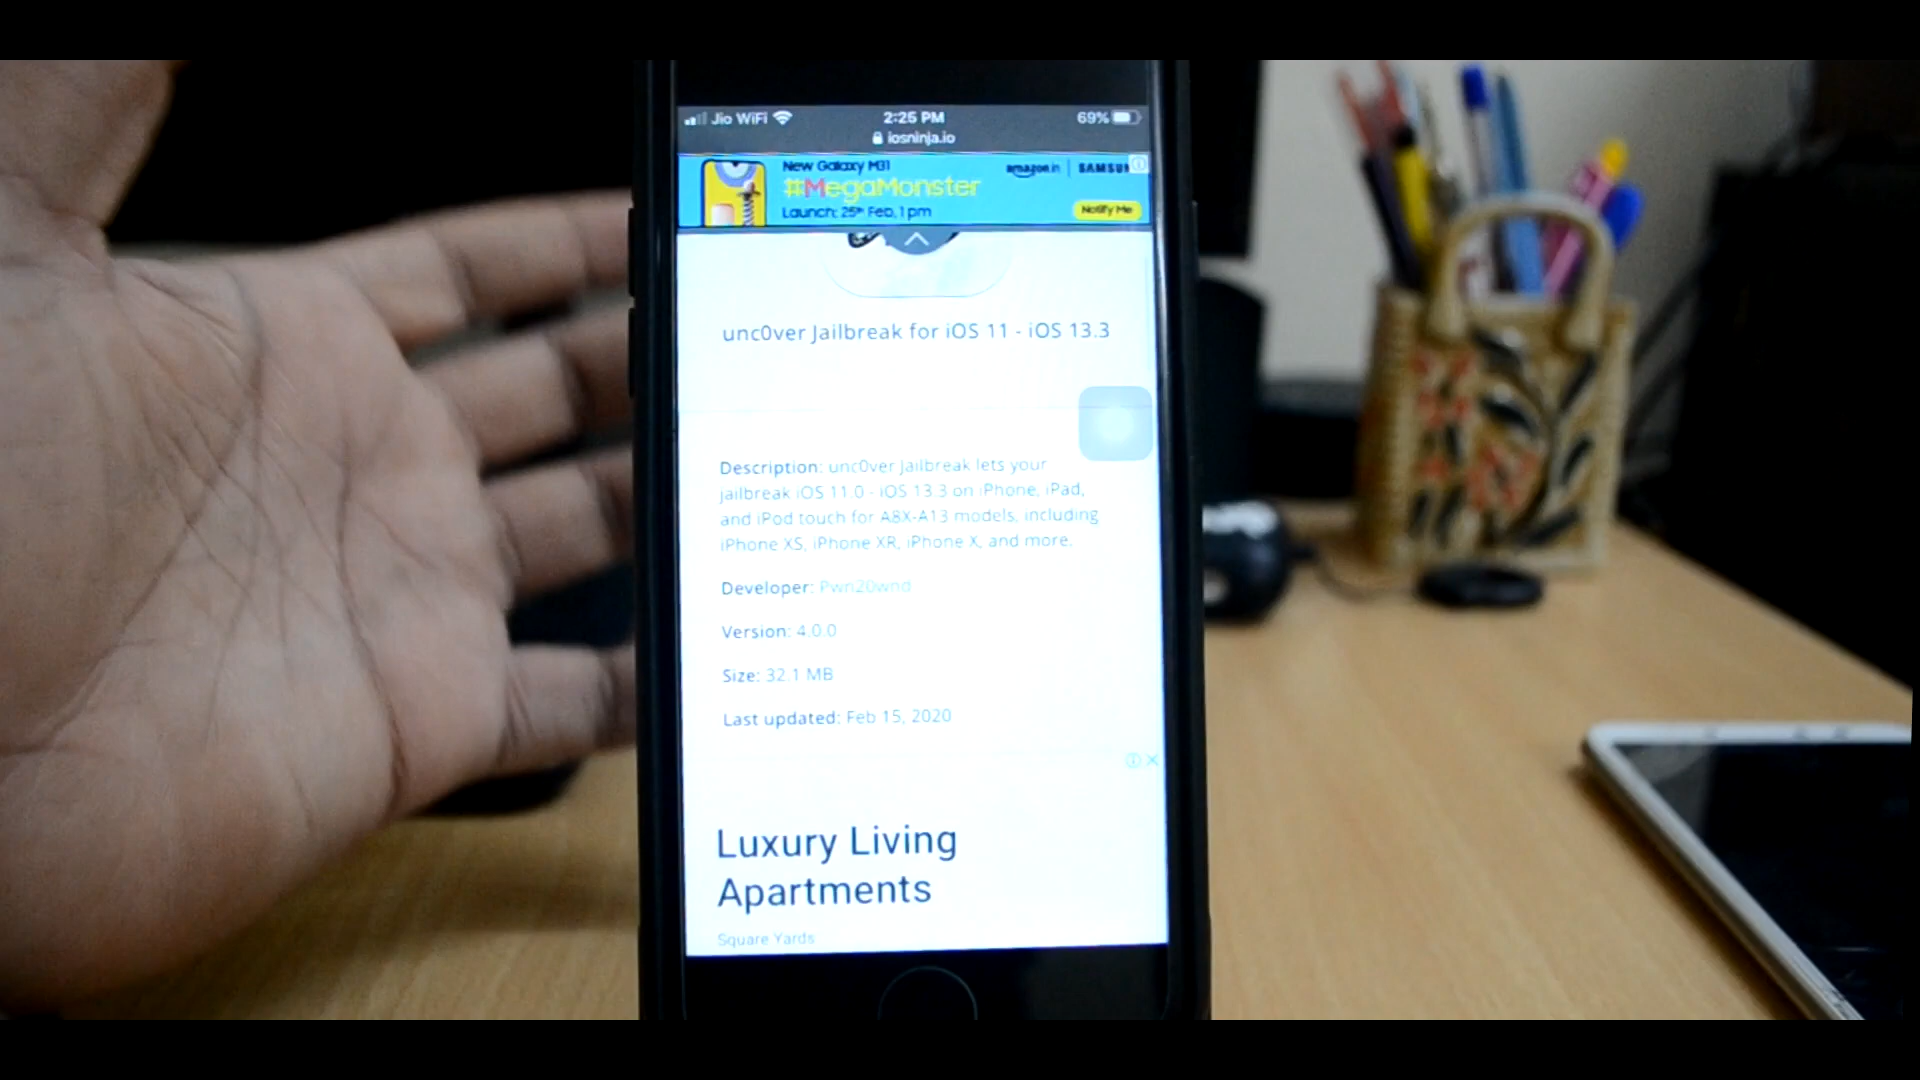 Jio WiFi 2:25 PM 69%
iosninja.io
New Galaxy M31
#MegaMonster
Launch: 25th Feb, 1 pm
amazon.in | SAMSU
Notify Me
unc0ver Jailbreak for iOS 11 - iOS 13.3
Description: unc0ver Jailbreak lets your
jailbreak iOS 11.0 - iOS 13.3 on iPhone, iPad,
and iPod touch for A8X-A13 models, including
iPhone XS, iPhone XR, iPhone X, and more.
Developer: Pwn20wnd
Version: 4.0.0
Size: 32.1 MB
Last updated: Feb 15, 2020
Luxury Living
Apartments
Square Yards